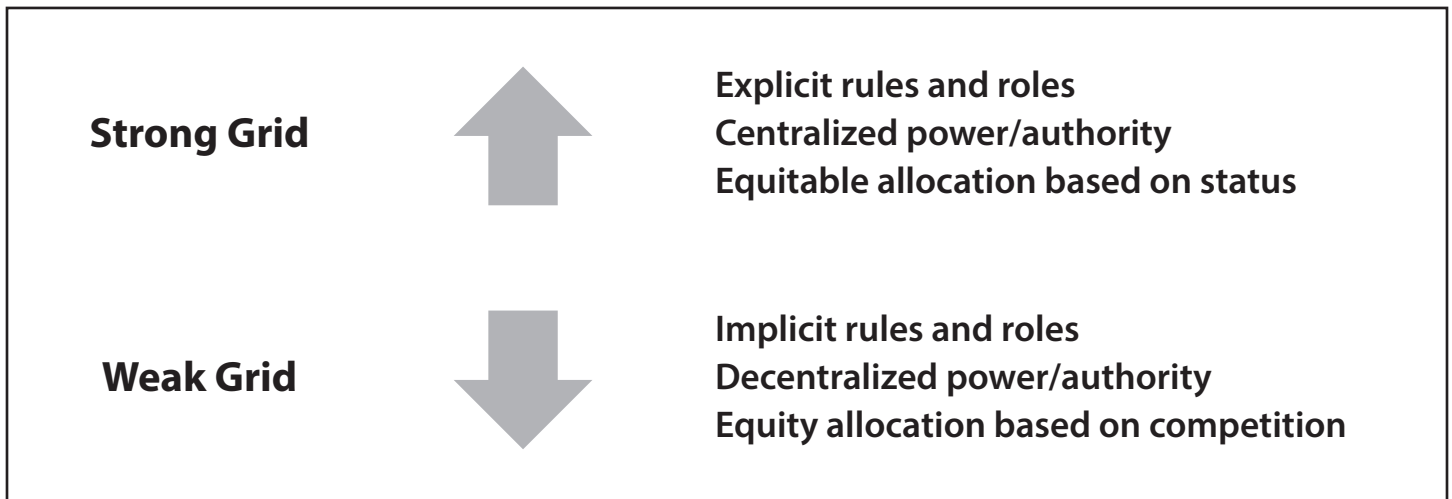 Strong Grid
Explicit rules and roles
Centralized power/authority
Equitable allocation based on status
Weak Grid
Implicit rules and roles
Decentralized power/authority
Equity allocation based on competition